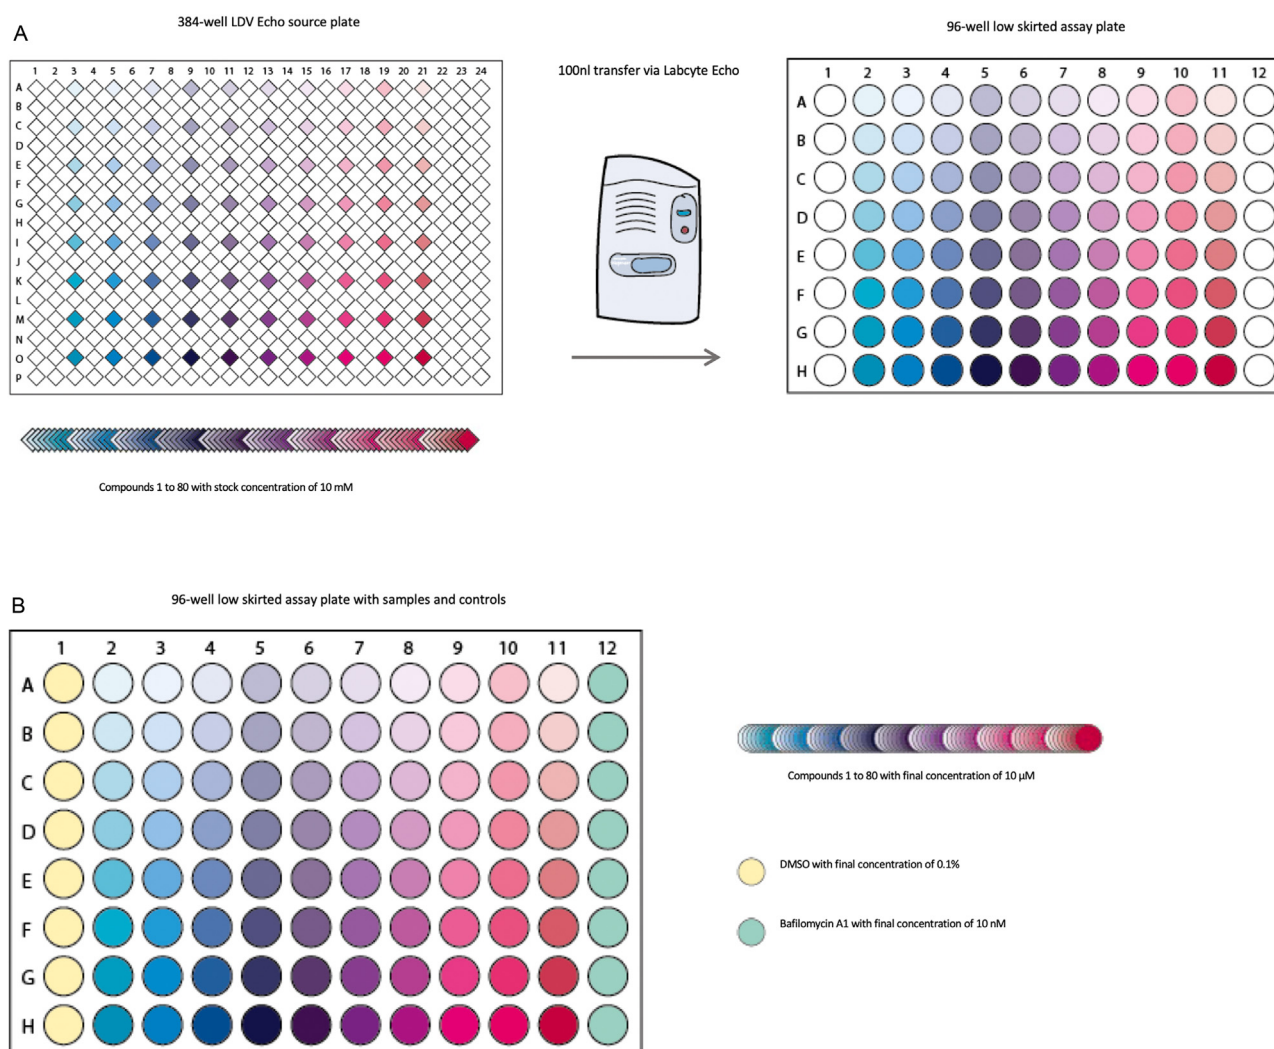 A
384-well LDV Echo source plate
1 2 3 4 5 6 7 8 9 10 11 12 13 14 15 16 17 18 19 20 21 22 23 24
A
B
C
D
E
F
G
H
I
J
K
L
M
N
O
P
Compounds 1 to 80 with stock concentration of 10 mM
100nl transfer via Labcyte Echo
96-well low skirted assay plate
1 2 3 4 5 6 7 8 9 10 11 12
A
B
C
D
E
F
G
H
B
96-well low skirted assay plate with samples and controls
1 2 3 4 5 6 7 8 9 10 11 12
A
B
C
D
E
F
G
H
Compounds 1 to 80 with final concentration of 10 µM
DMSO with final concentration of 0.1%
Bafilomycin A1 with final concentration of 10 nM